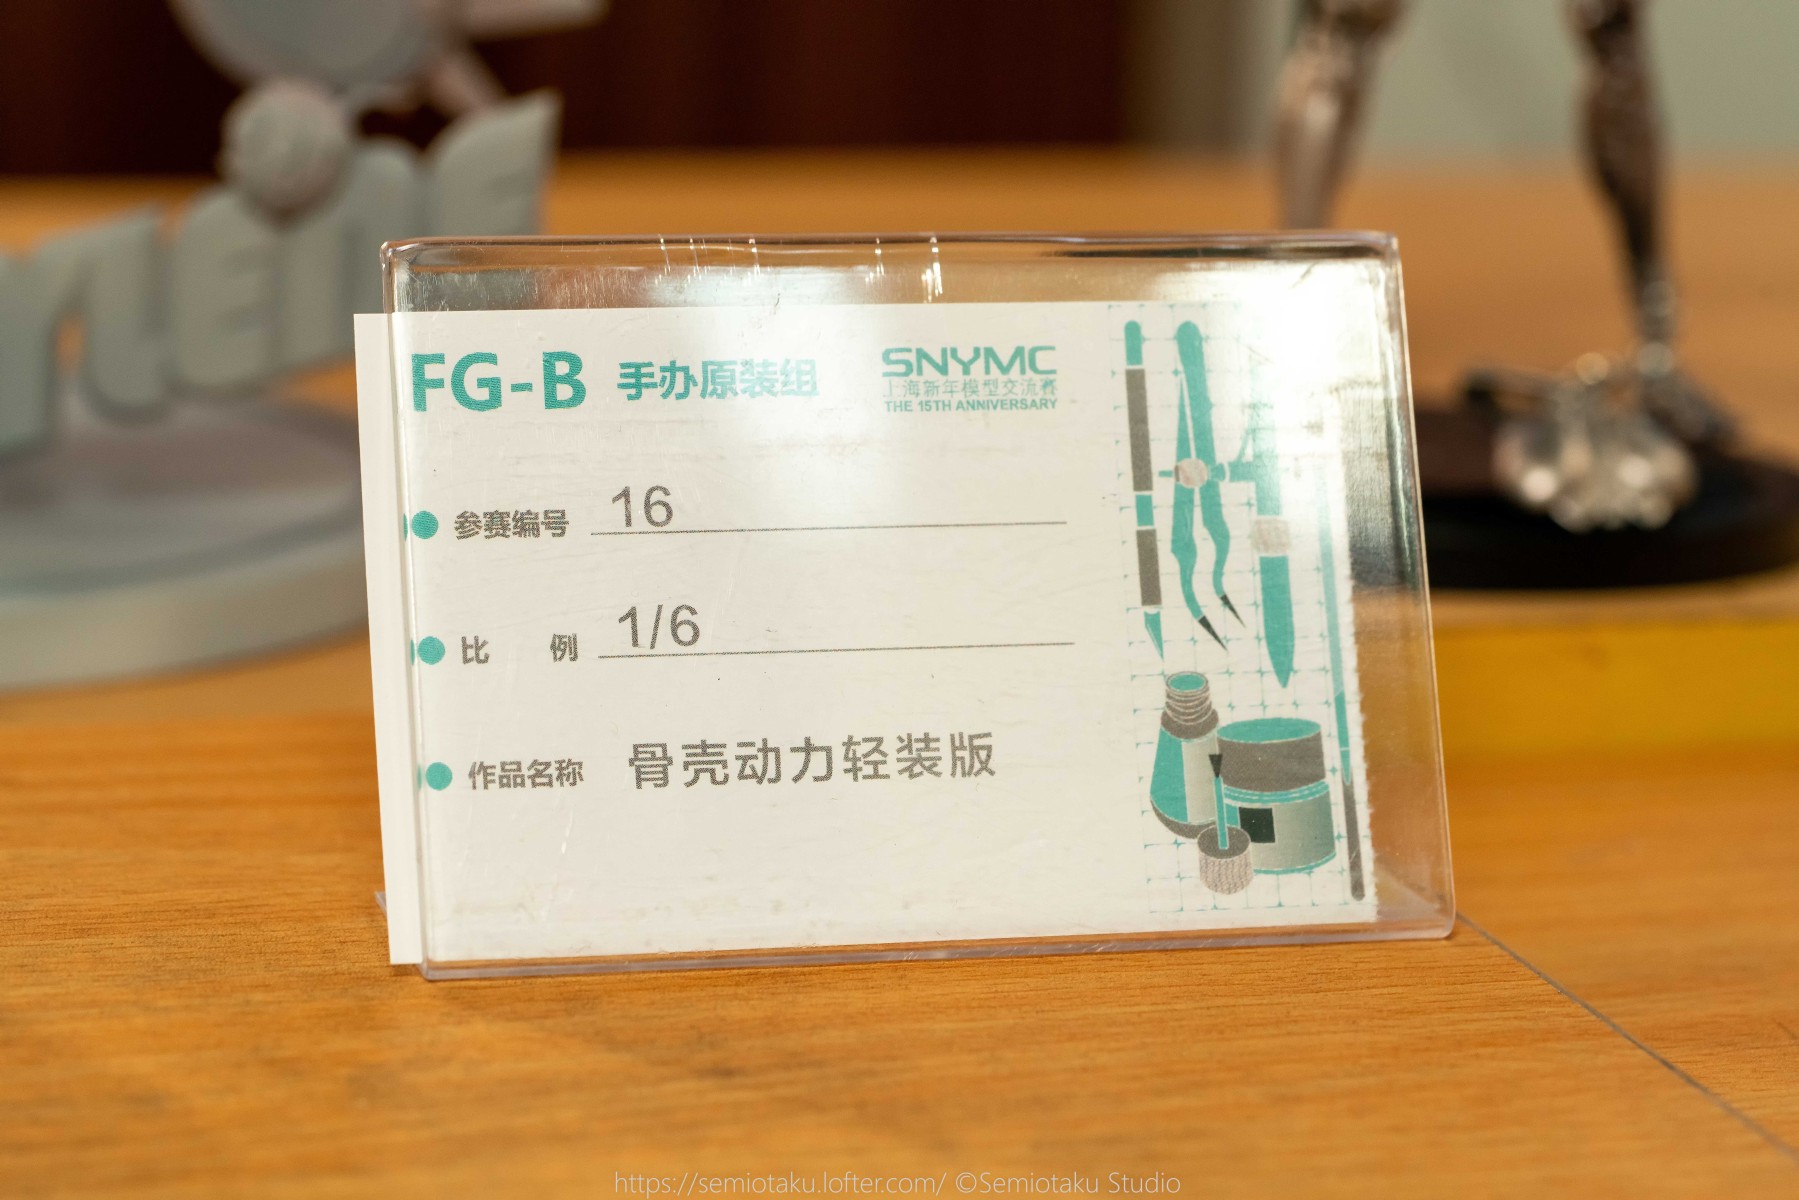 FG-B 手办原装组
SNYMC
上海新年模型交流赛
THE 15TH ANNIVERSARY
参赛编号 16
比 例 1/6
作品名称 骨壳动力轻装版
https://semiotaku.lofter.com/ ©Semiotaku Studio